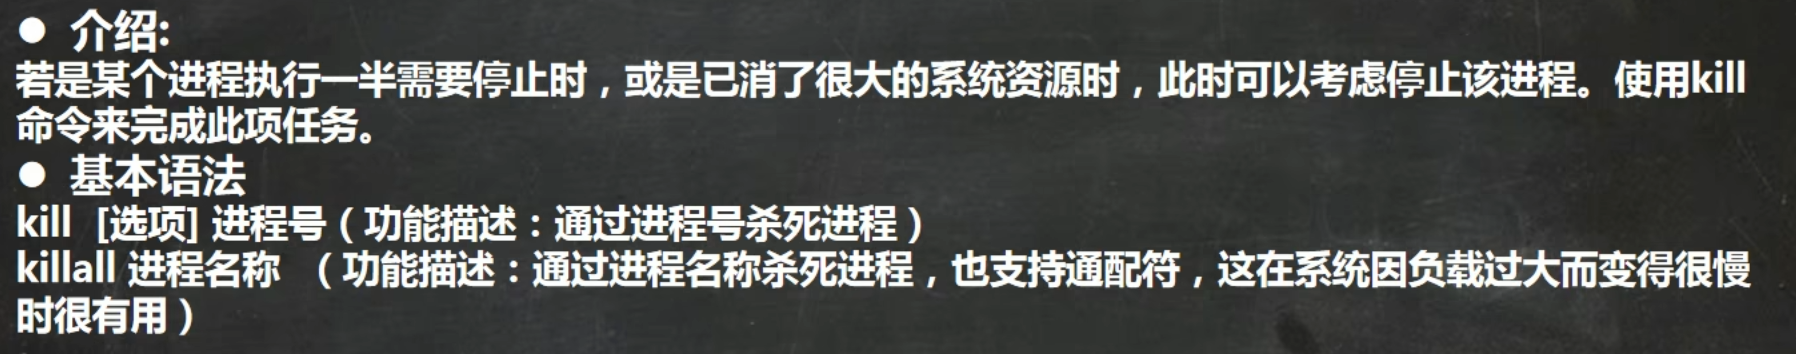 ● 介绍:
若是某个进程执行一半需要停止时，或是已消了很大的系统资源时，此时可以考虑停止该进程。使用kill
命令来完成此项任务。
● 基本语法
kill [选项] 进程号（功能描述：通过进程号杀死进程）
killall 进程名称 （功能描述：通过进程名称杀死进程，也支持通配符，这在系统因负载过大而变得很慢
时很有用）